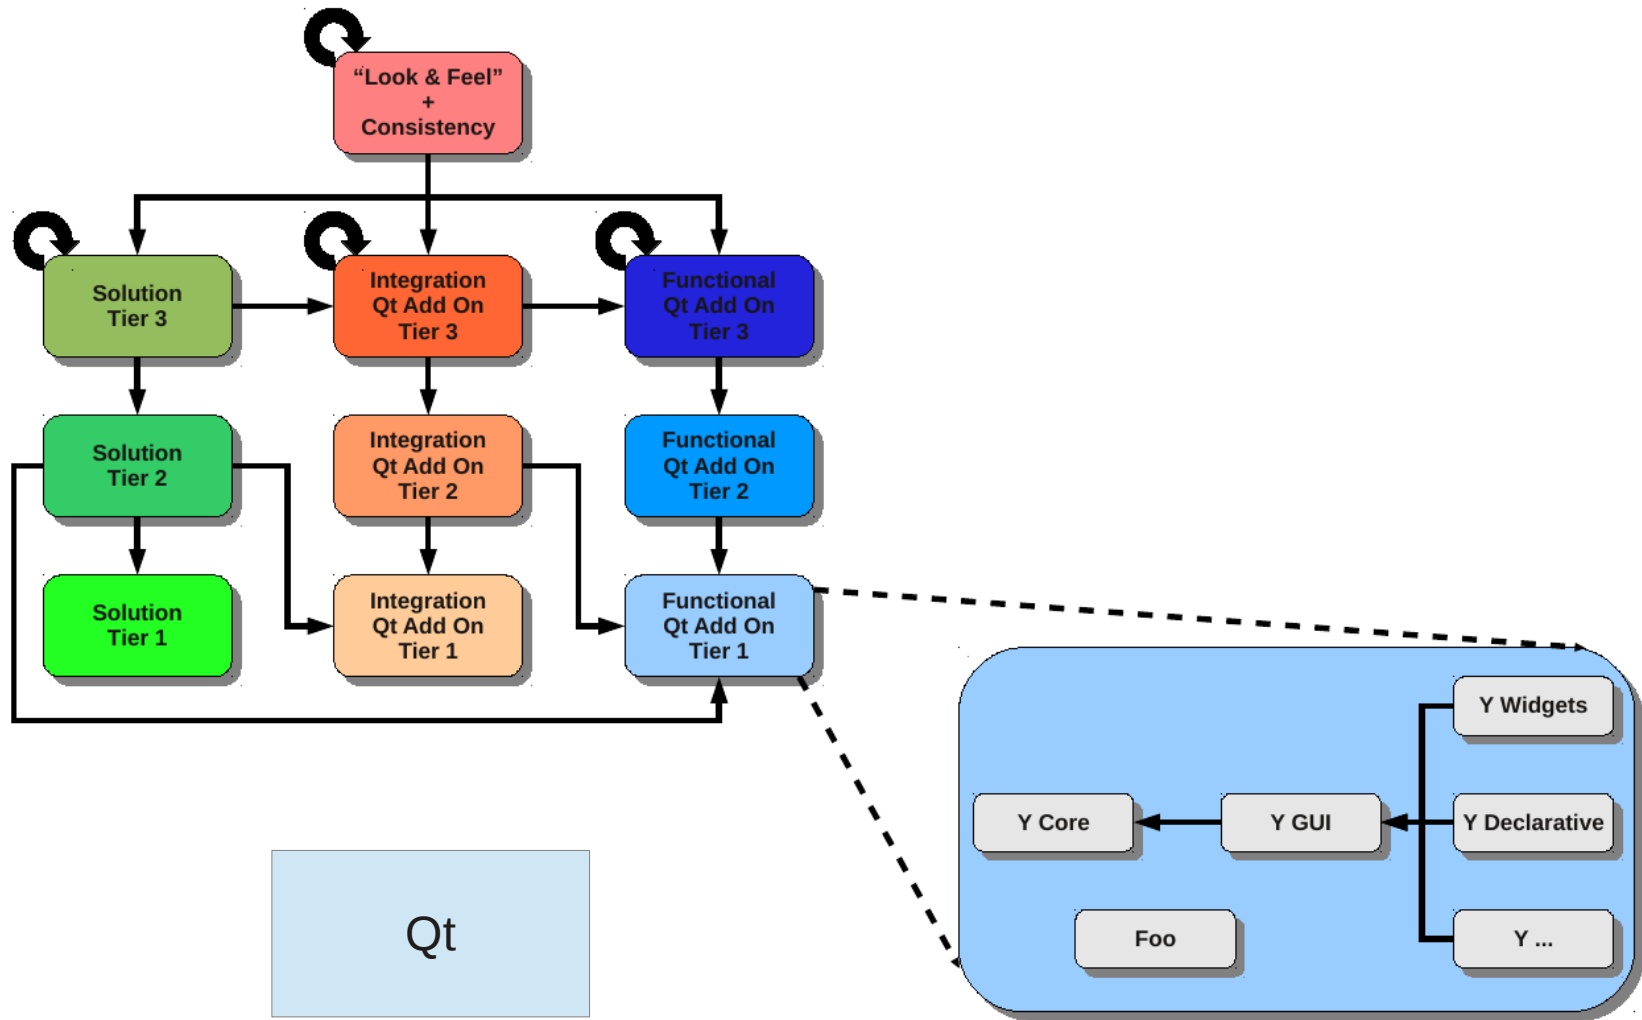 “Look & Feel”
+
Consistency
Solution
Tier 3
Integration
Qt Add On
Tier 3
Functional
Qt Add On
Tier 3
Solution
Tier 2
Integration
Qt Add On
Tier 2
Functional
Qt Add On
Tier 2
Solution
Tier 1
Integration
Qt Add On
Tier 1
Functional
Qt Add On
Tier 1
Y Widgets
Y Core
Y GUI
Y Declarative
Foo
Y ...
Qt